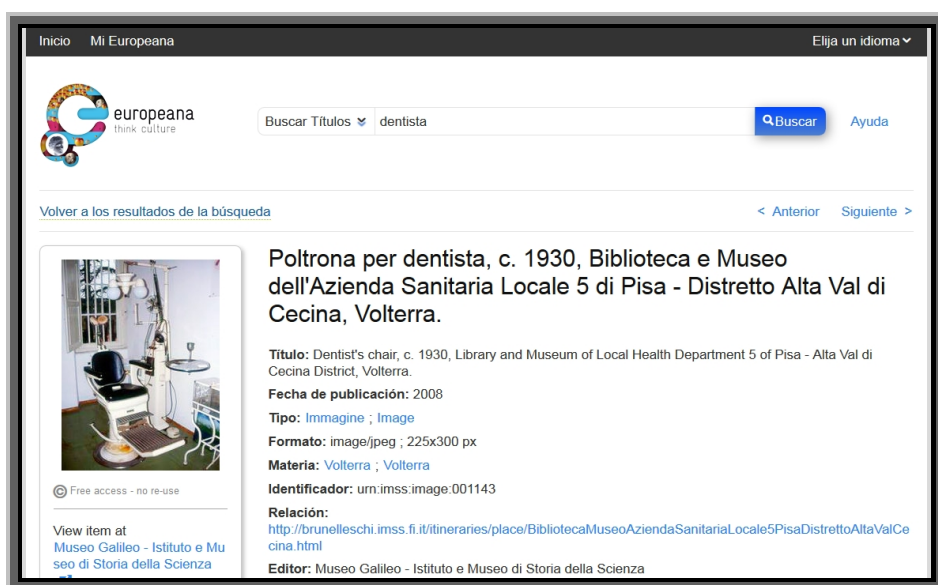 Inicio Mi Europeana Elija un idioma
europeana
think culture
Buscar Títulos dentista Buscar Ayuda
Volver a los resultados de la búsqueda < Anterior Siguiente >
Poltrona per dentista, c. 1930, Biblioteca e Museo
dell'Azienda Sanitaria Locale 5 di Pisa - Distretto Alta Val di
Cecina, Volterra.
Título: Dentist's chair, c. 1930, Library and Museum of Local Health Department 5 of Pisa - Alta Val di
Cecina District, Volterra.
Fecha de publicación: 2008
Tipo: Immagine ; Image
Formato: image/jpeg ; 225x300 px
Materia: Volterra ; Volterra
Identificador: urn:imss:image:001143
Relación:
http://brunelleschi.imss.fi.it/itineraries/place/BibliotecaMuseoAziendaSanitariaLocale5PisaDistrettoAltaValCe
cina.html
Editor: Museo Galileo - Istituto e Museo di Storia della Scienza
© Free access - no re-use
View item at
Museo Galileo - Istituto e Mu
seo di Storia della Scienza